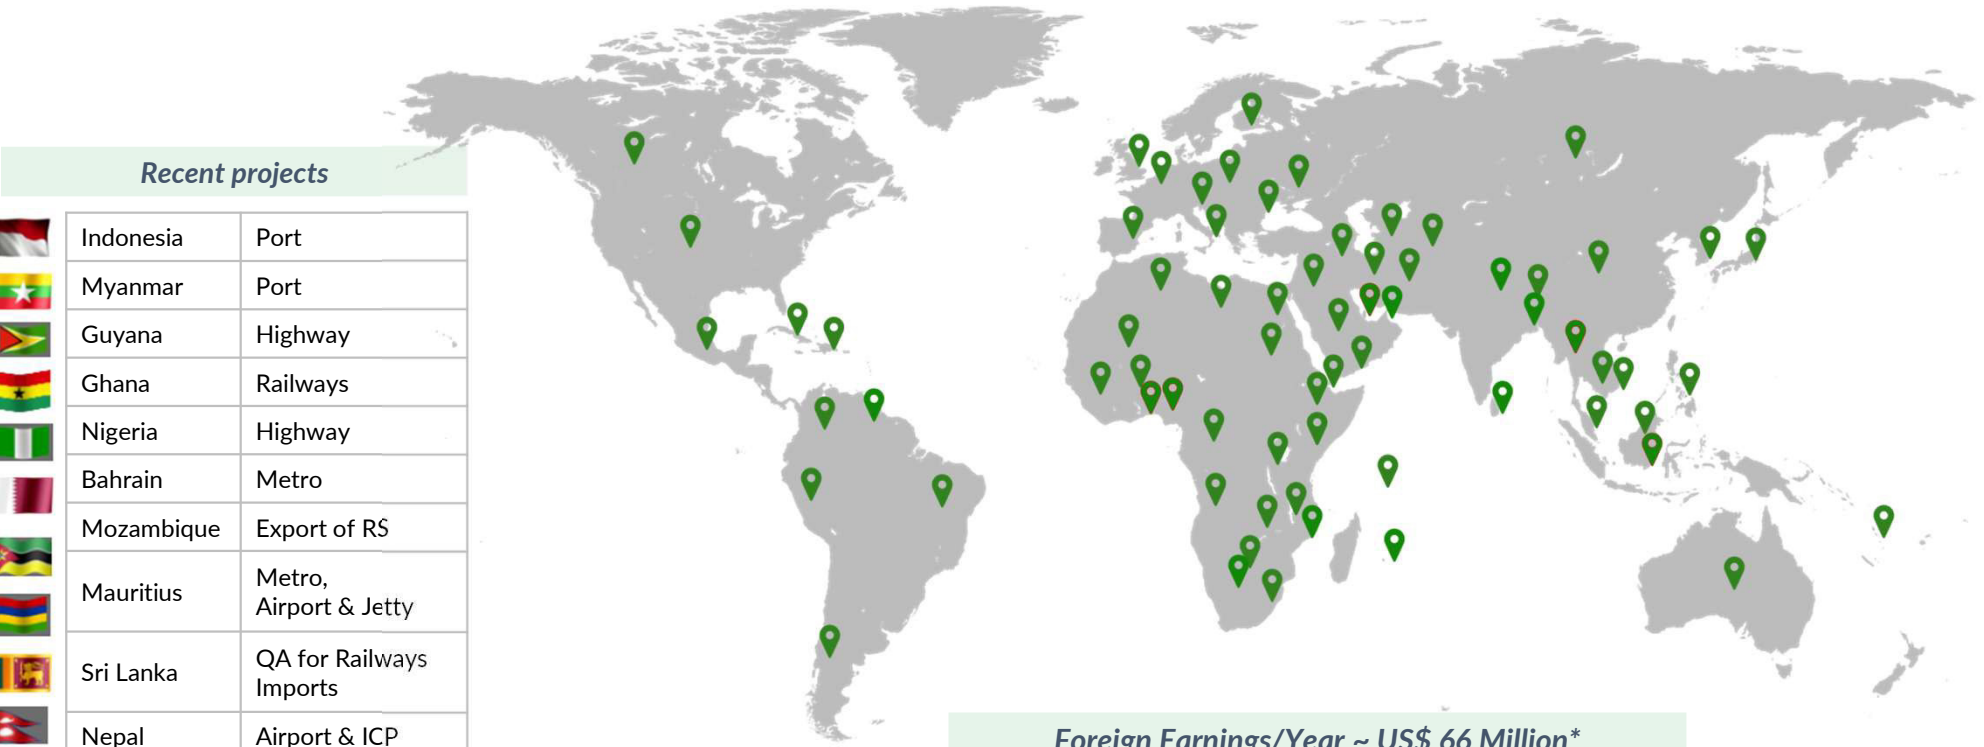 Recent projects
Indonesia Port
Myanmar Port
Guyana Highway
Ghana Railways
Nigeria Highway
Bahrain Metro
Mozambique Export of RS
Mauritius Metro,
Airport & Jetty
Sri Lanka QA for Railways
Imports
Nepal Airport & ICP
Foreign Earnings/Year ~ US$ 66 Million*